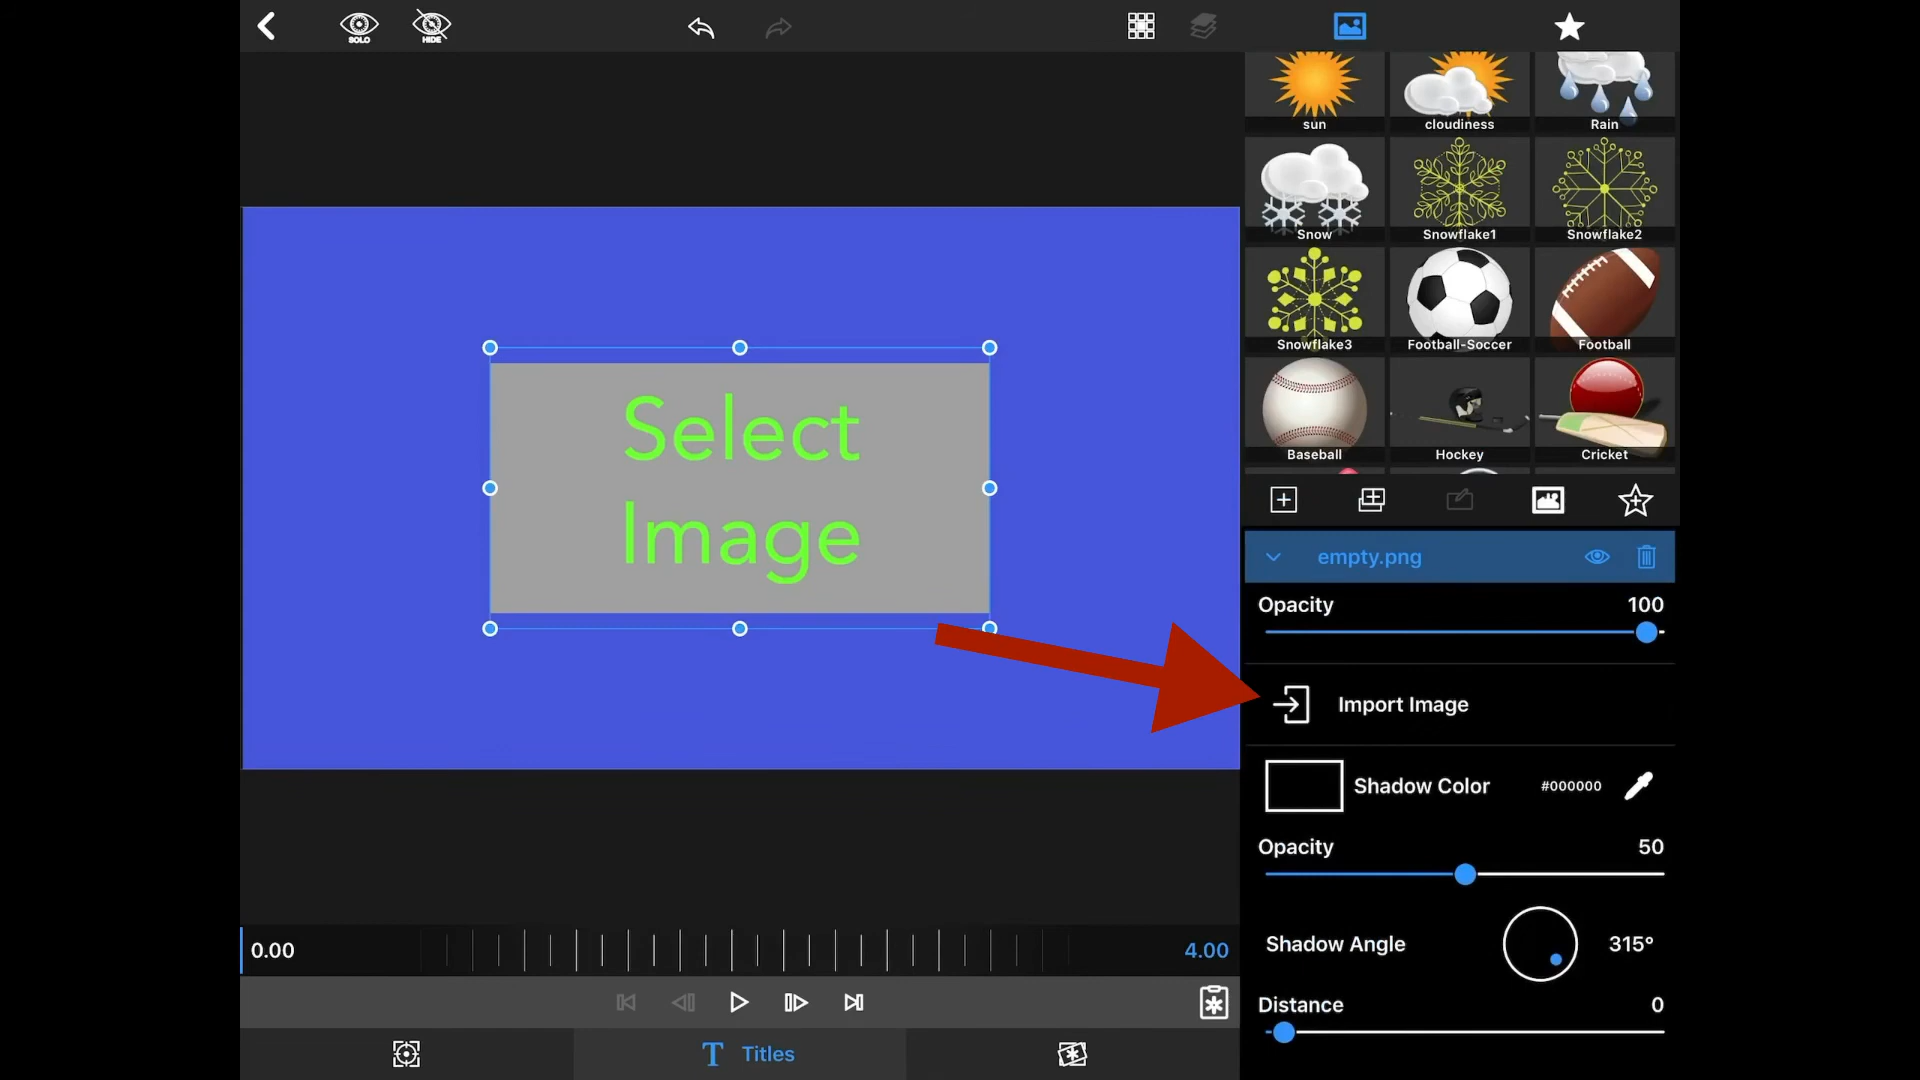 SOLO
HIDE
sun
cloudiness
Rain
Snow
Snowflake1
Snowflake2
Snowflake3
Football-Soccer
Football
Baseball
Hockey
Cricket
Select
Image
empty.png
Opacity 100
Import Image
Shadow Color #000000
Opacity 50
Shadow Angle 315°
Distance 0
0.00 4.00
T Titles